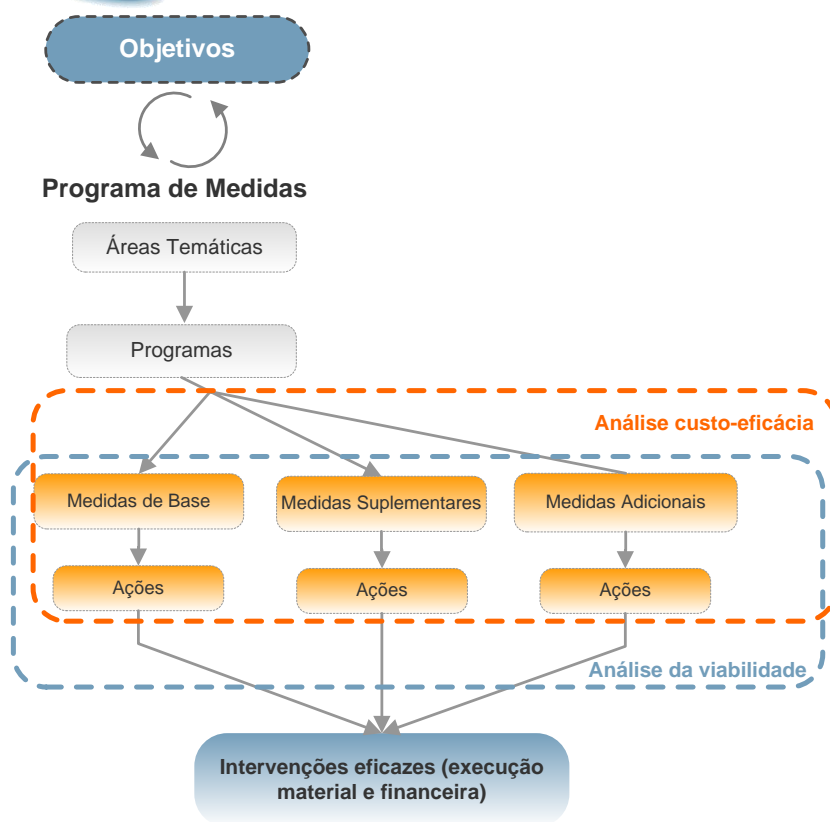 Objetivos
Programa de Medidas
Áreas Temáticas
Programas
Análise custo-eficácia
Medidas de Base
Medidas Suplementares
Medidas Adicionais
Ações
Ações
Ações
Análise da viabilidade
Intervenções eficazes (execução
material e financeira)